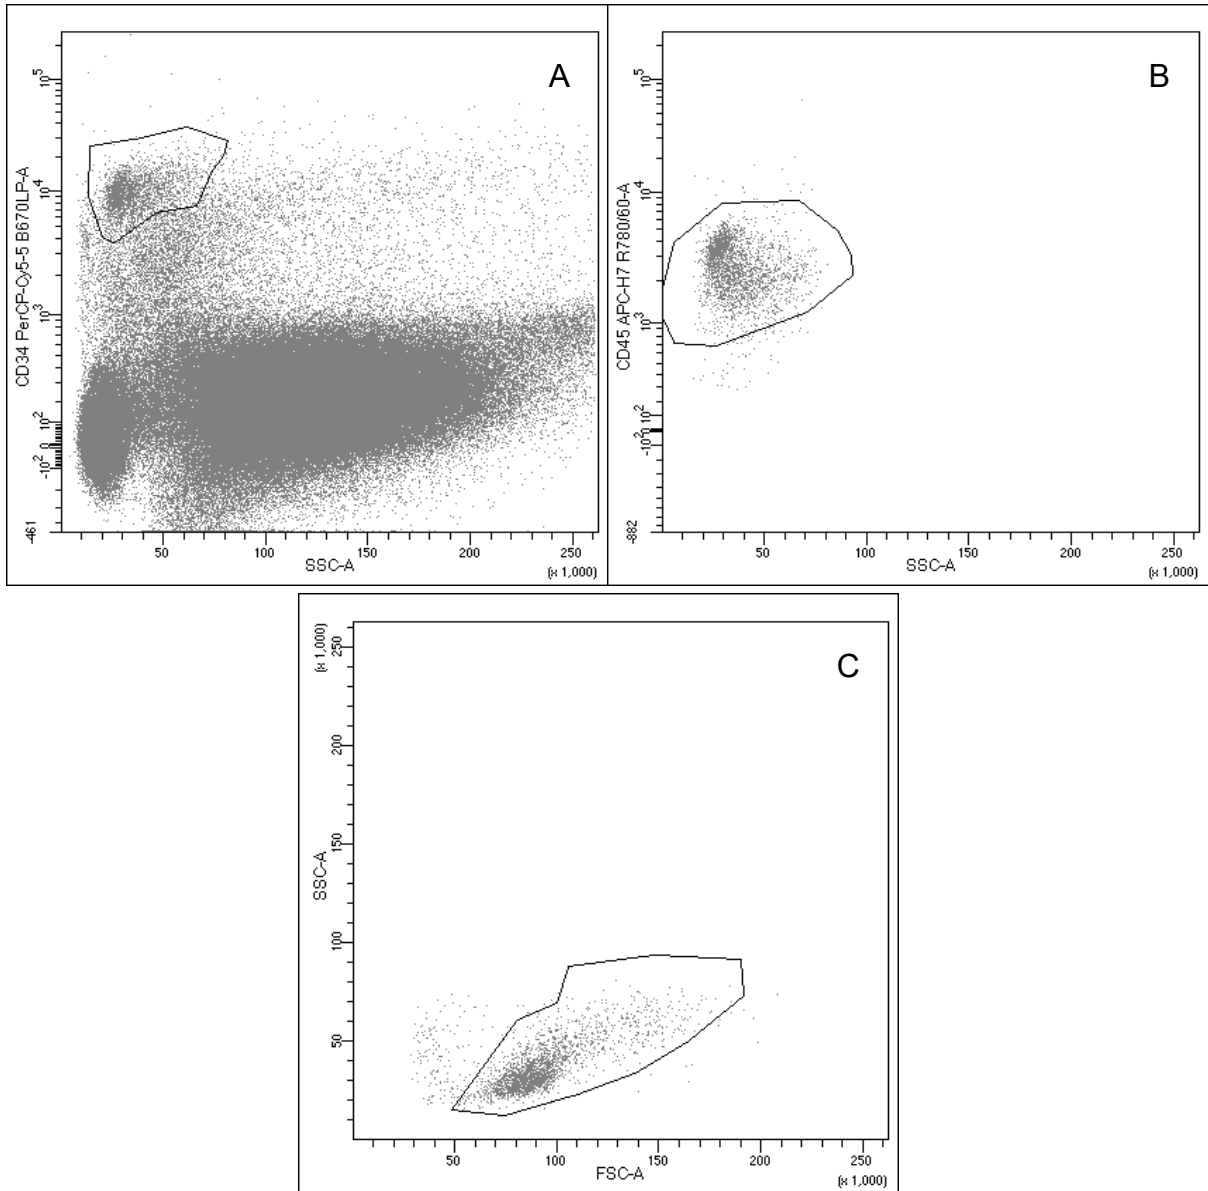 A
CD34 PerCP-Cy5-5 B670LP-A
10^5
10^4
10^3
10^2
0
-10^2
-461
50 100 150 200 250
SSC-A
(x 1,000)
B
CD45 APC-H7 R780/60-A
10^5
10^4
10^3
10^2
0
-10^2
-882
50 100 150 200 250
SSC-A
(x 1,000)
C
(x 1,000)
SSC-A
250
200
150
100
50
50 100 150 200 250
FSC-A
(x 1,000)